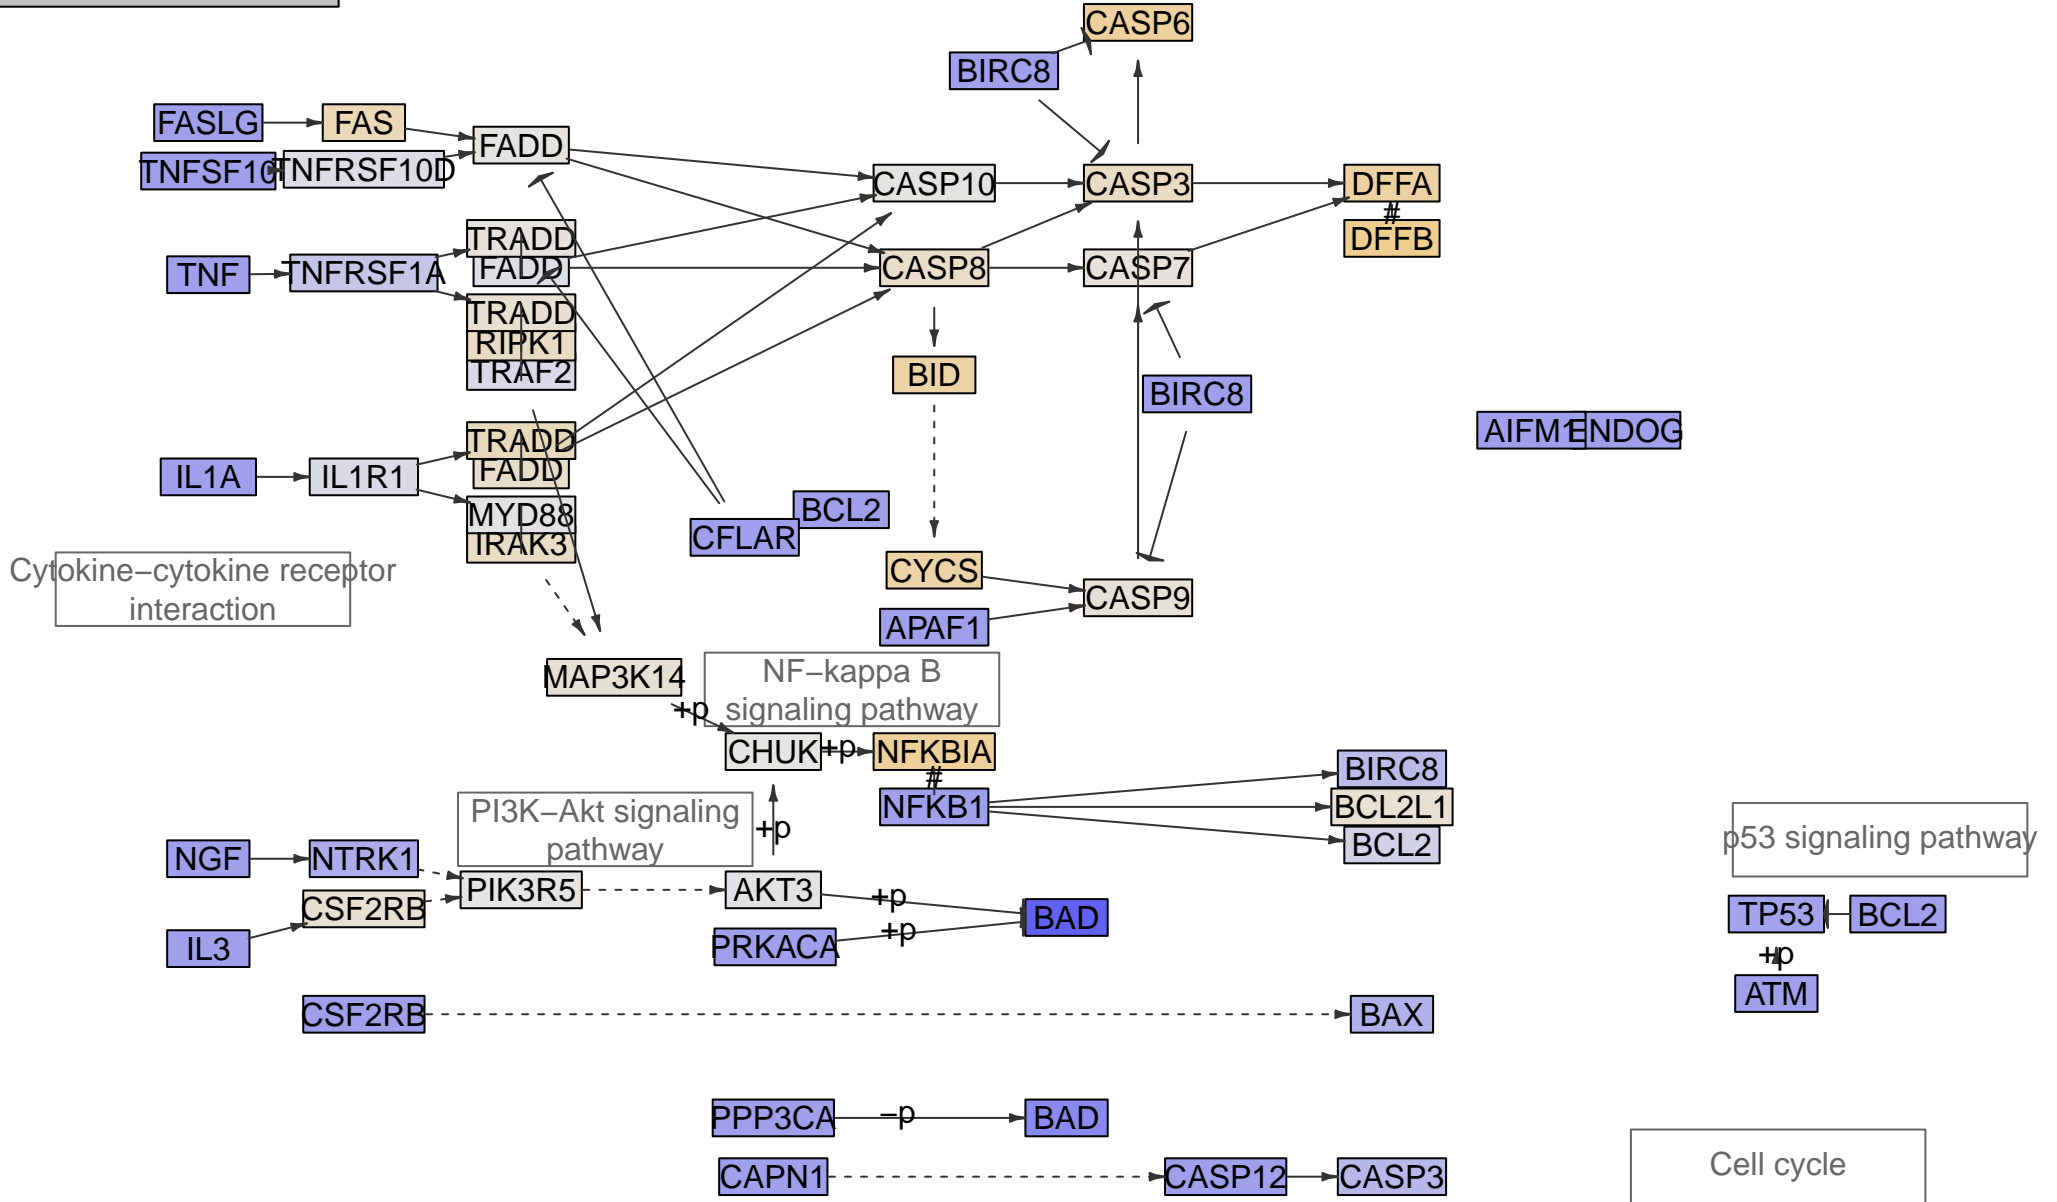 CASP6
BIRC8
FASLG
FAS
FADD
TNFSF10
TNFRSF10D
CASP10
CASP3
DFFA
#
DFFB
TRADD
FADD
TNF
TNFRSF1A
CASP8
CASP7
TRADD
RIPK1
TRAF2
BID
BIRC8
AIFM1
ENDOG
TRADD
FADD
IL1A
IL1R1
MYD88
IRAK3
BCL2
CFLAR
Cytokine–cytokine receptor
interaction
CYCS
CASP9
APAF1
MAP3K14
NF–kappa B
signaling pathway
+p
CHUK
+p
NFKBIA
#
NFKB1
BIRC8
BCL2L1
BCL2
PI3K–Akt signaling
pathway
+p
p53 signaling pathway
NGF
NTRK1
PIK3R5
AKT3
+p
BAD
CSF2RB
IL3
PRKACA
+p
TP53
BCL2
+p
ATM
CSF2RB
BAX
PPP3CA
–p
BAD
CAPN1
CASP12
CASP3
Cell cycle